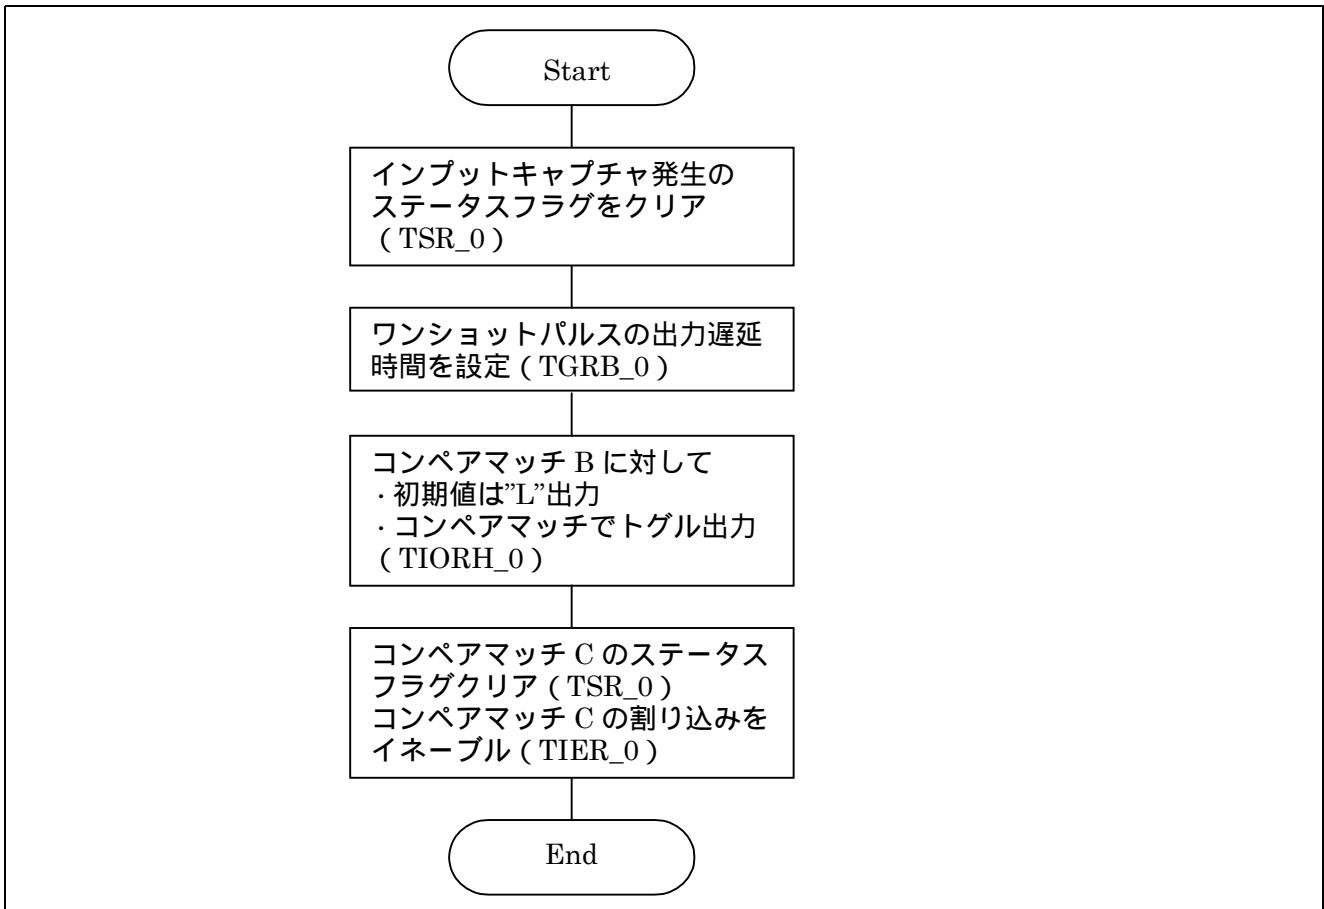 Start
インプットキャプチャ発生の
ステータスフラグをクリア
（TSR_0）
ワンショットパルスの出力遅延
時間を設定（TGRB_0）
コンペアマッチ B に対して
・初期値は”L”出力
・コンペアマッチでトグル出力
（TIORH_0）
コンペアマッチ C のステータス
フラグクリア（TSR_0）
コンペアマッチ C の割り込みを
イネーブル（TIER_0）
End